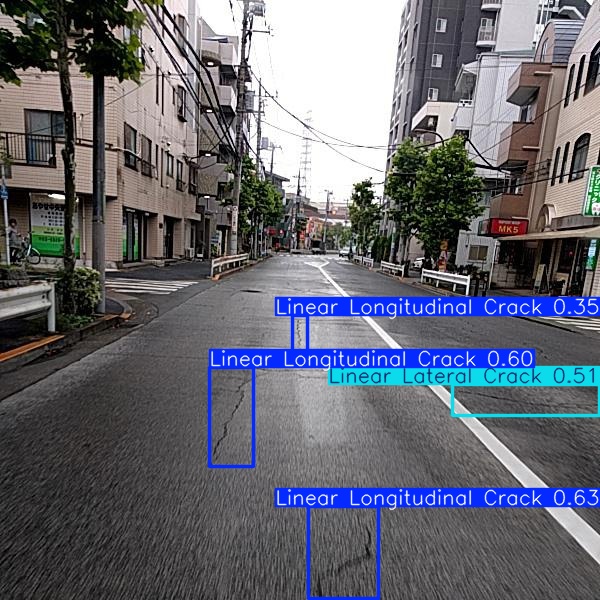 MK5
Linear Longitudinal Crack 0.35
Linear Longitudinal Crack 0.60
Linear Lateral Crack 0.51
Linear Longitudinal Crack 0.63